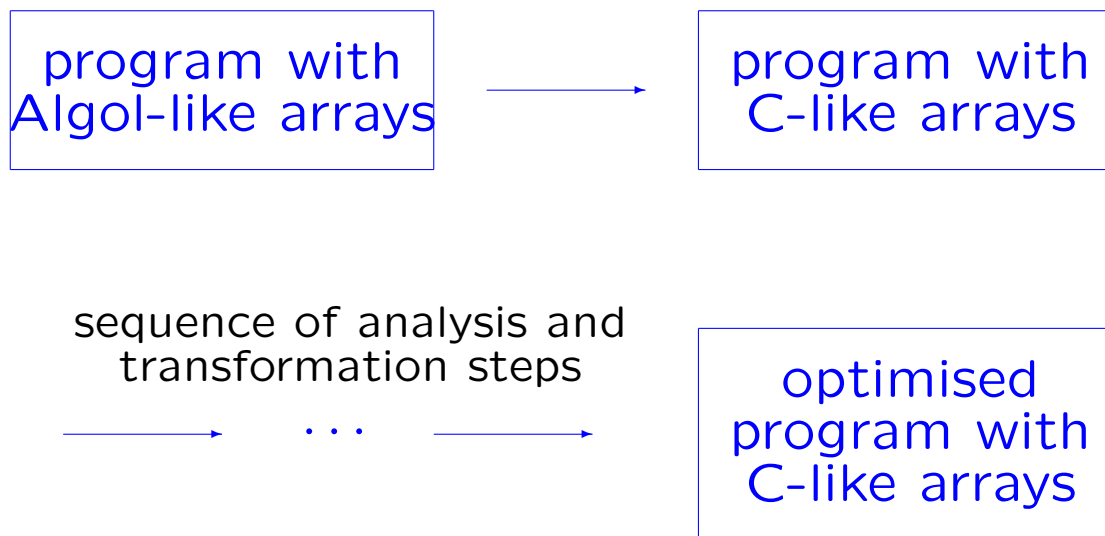 program with
Algol-like arrays
program with
C-like arrays
sequence of analysis and
transformation steps
. . .
optimised
program with
C-like arrays